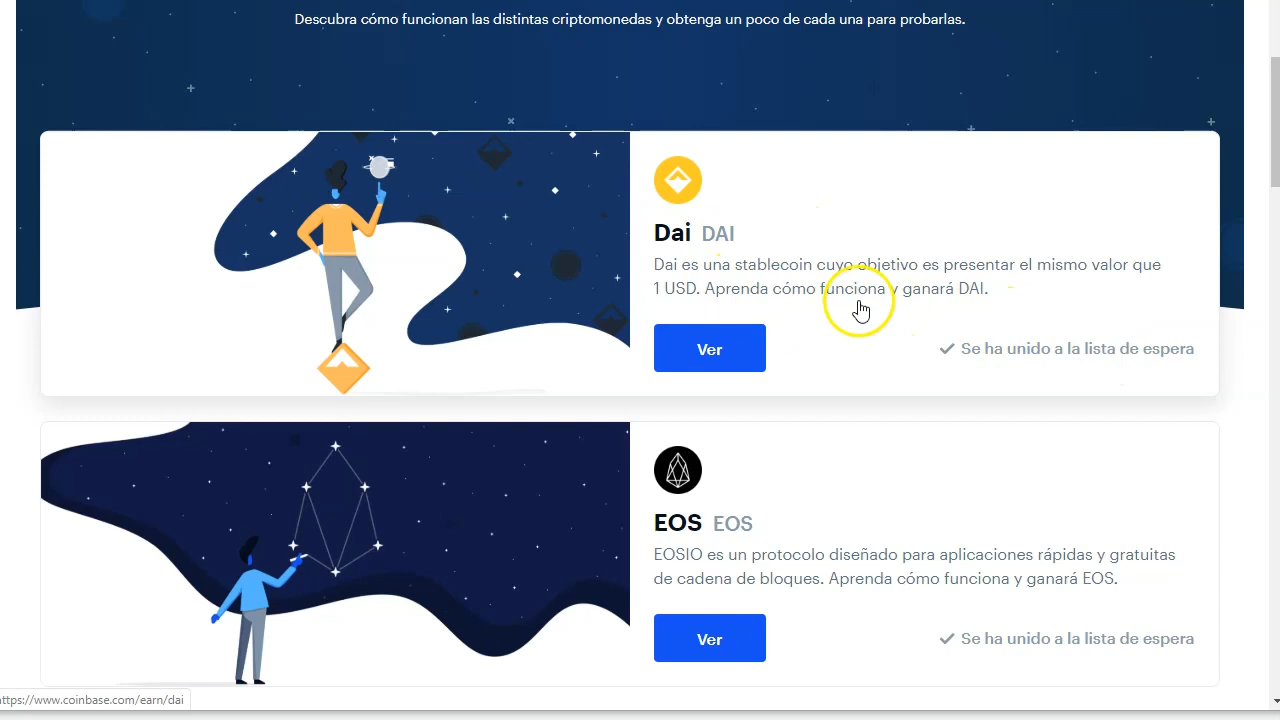 Descubra cómo funcionan las distintas criptomonedas y obtenga un poco de cada una para probarlas.
Dai DAI
Dai es una stablecoin cuyo objetivo es presentar el mismo valor que
1 USD. Aprenda cómo funciona y ganará DAI.
Ver
Se ha unido a la lista de espera
EOS EOS
EOSIO es un protocolo diseñado para aplicaciones rápidas y gratuitas
de cadena de bloques. Aprenda cómo funciona y ganará EOS.
Ver
Se ha unido a la lista de espera
https://www.coinbase.com/earn/dai